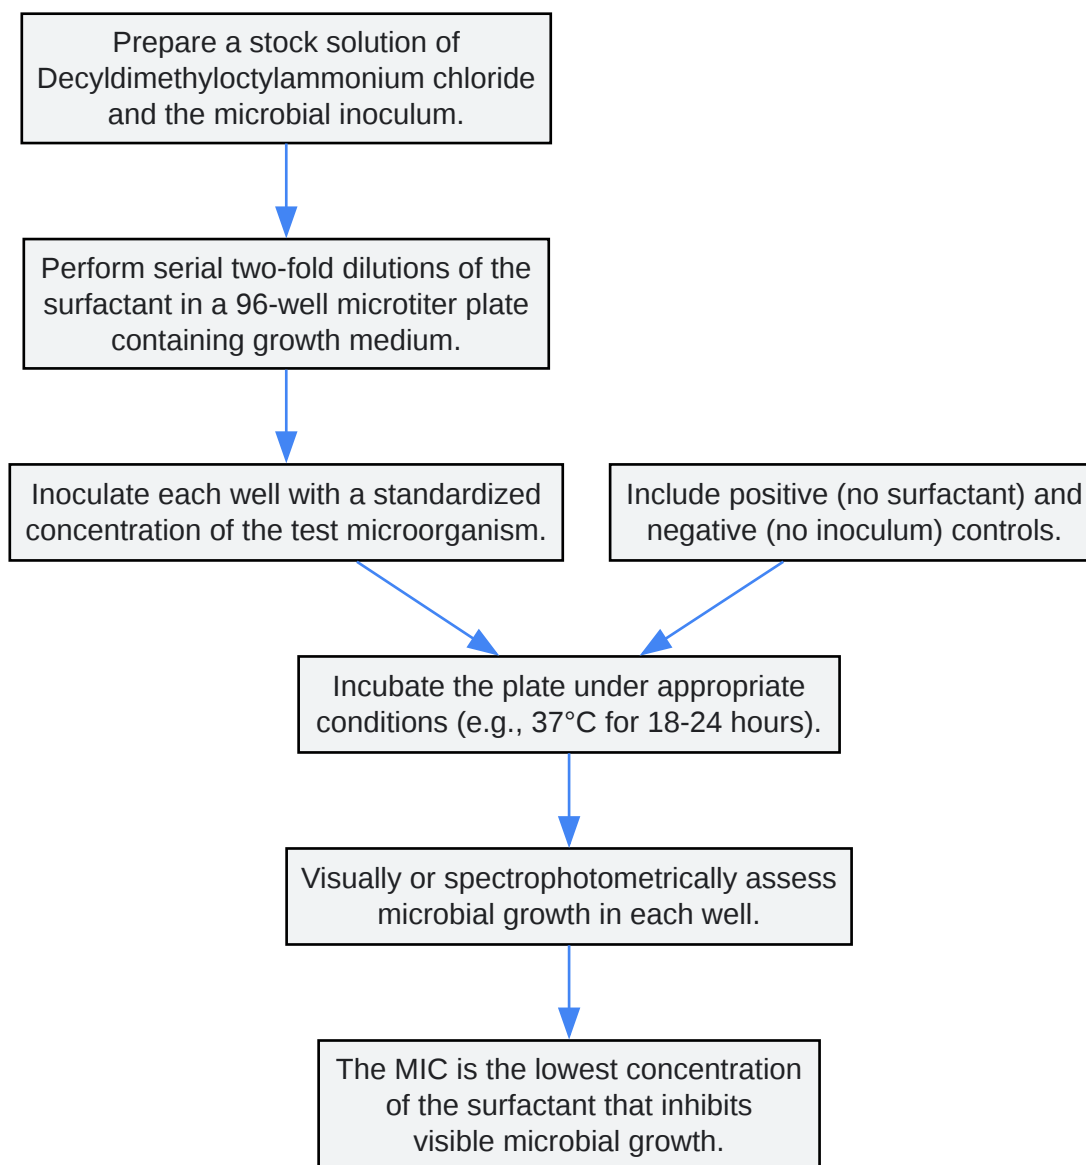 Prepare a stock solution of
Decyldimethyloctylammonium chloride
and the microbial inoculum.
Perform serial two-fold dilutions of the
surfactant in a 96-well microtiter plate
containing growth medium.
Inoculate each well with a standardized
concentration of the test microorganism.
Include positive (no surfactant) and
negative (no inoculum) controls.
Incubate the plate under appropriate
conditions (e.g., 37°C for 18-24 hours).
Visually or spectrophotometrically assess
microbial growth in each well.
The MIC is the lowest concentration
of the surfactant that inhibits
visible microbial growth.